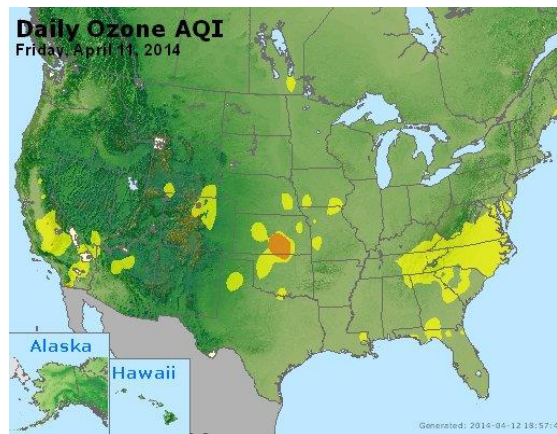 Daily Ozone AQI
Friday, April 11, 2014
Alaska
Hawaii
Generated: 2014-04-12 18:57:4